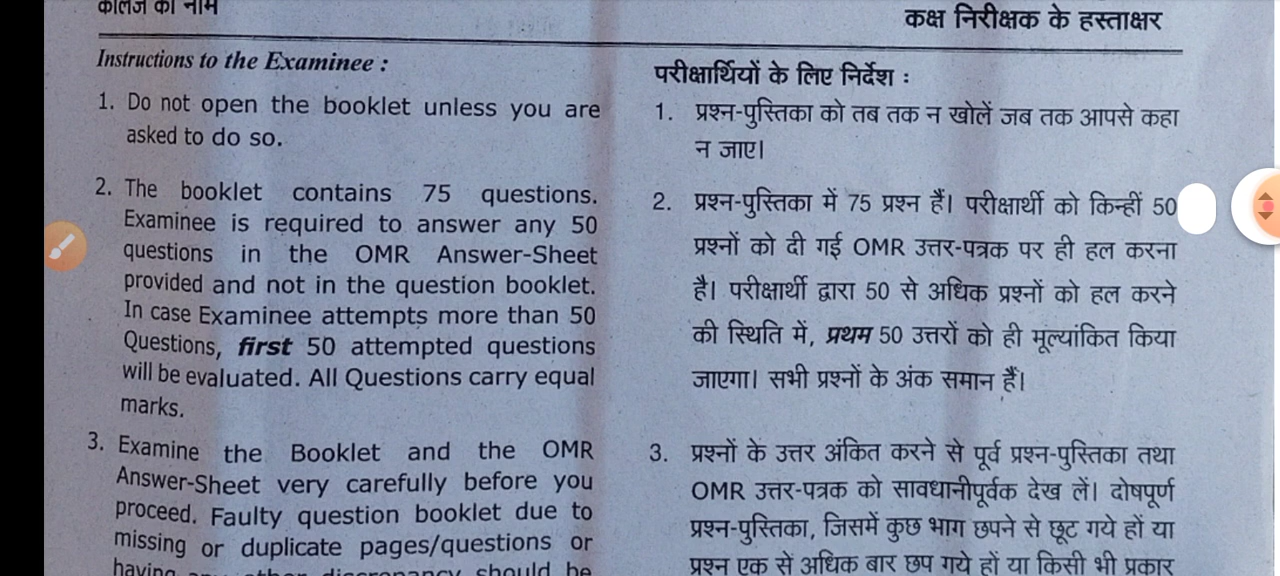 कालेज का नाम
कक्ष निरीक्षक के हस्ताक्षर
Instructions to the Examinee :
1. Do not open the booklet unless you are
asked to do so.
2. The booklet contains 75 questions.
Examinee is required to answer any 50
questions in the OMR Answer-Sheet
provided and not in the question booklet.
In case Examinee attempts more than 50
Questions, first 50 attempted questions
will be evaluated. All Questions carry equal
marks.
3. Examine the Booklet and the OMR
Answer-Sheet very carefully before you
proceed. Faulty question booklet due to
missing or duplicate pages/questions or
having any other discrepancy should be
परीक्षार्थियों के लिए निर्देश :
1. प्रश्न-पुस्तिका को तब तक न खोलें जब तक आपसे कहा
न जाए।
2. प्रश्न-पुस्तिका में 75 प्रश्न हैं। परीक्षार्थी को किन्हीं 50
प्रश्नों को दी गई OMR उत्तर-पत्रक पर ही हल करना
है। परीक्षार्थी द्वारा 50 से अधिक प्रश्नों को हल करने
की स्थिति में, प्रथम 50 उत्तरों को ही मूल्यांकित किया
जाएगा। सभी प्रश्नों के अंक समान हैं।
3. प्रश्नों के उत्तर अंकित करने से पूर्व प्रश्न-पुस्तिका तथा
OMR उत्तर-पत्रक को सावधानीपूर्वक देख लें। दोषपूर्ण
प्रश्न-पुस्तिका, जिसमें कुछ भाग छपने से छूट गये हों या
प्रश्न एक से अधिक बार छप गये हों या किसी भी प्रकार